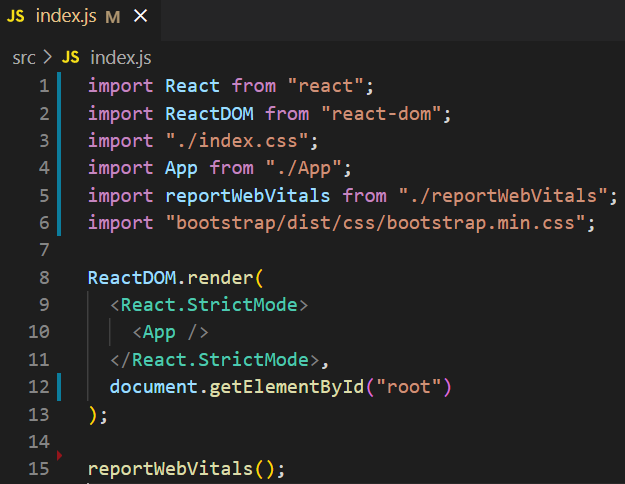 JS index.js M ×
src > JS index.js
1 import React from "react";
2 import ReactDOM from "react-dom";
3 import "./index.css";
4 import App from "./App";
5 import reportWebVitals from "./reportWebVitals";
6 import "bootstrap/dist/css/bootstrap.min.css";
7
8 ReactDOM.render(
9   <React.StrictMode>
10     <App />
11   </React.StrictMode>,
12   document.getElementById("root")
13 );
14
15 reportWebVitals();